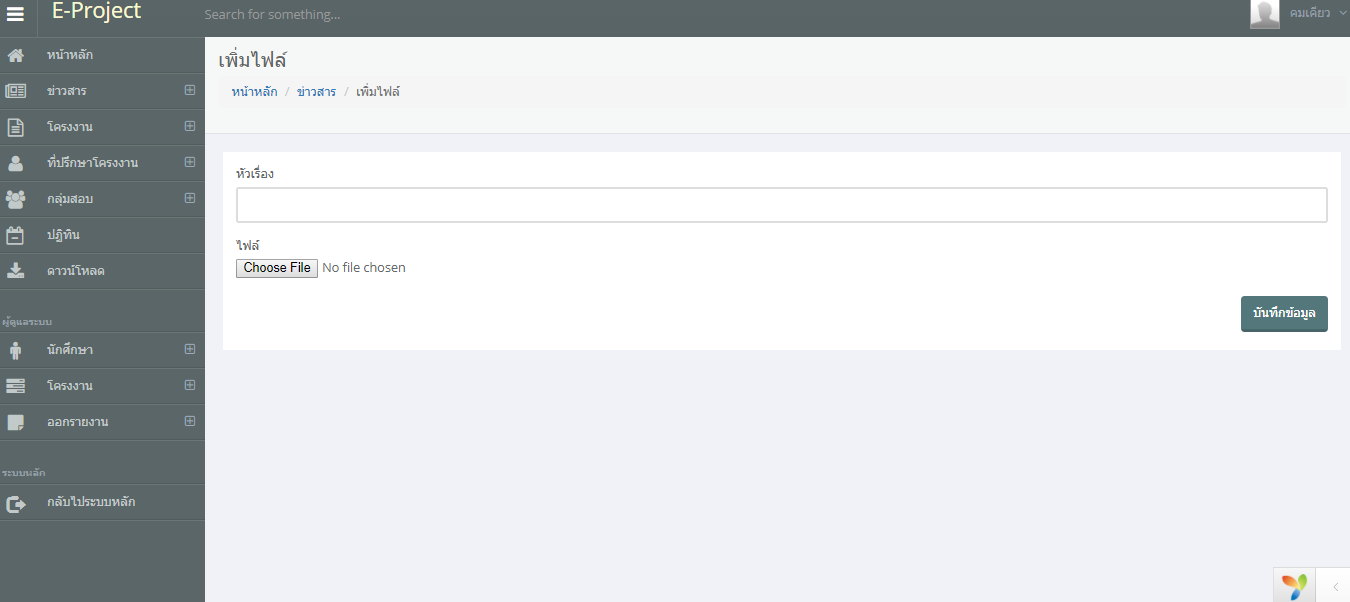 E-Project
Search for something...
คมเคียว
หน้าหลัก
ข่าวสาร
โครงงาน
ที่ปรึกษาโครงงาน
กลุ่มสอบ
ปฏิทิน
ดาวน์โหลด
ผู้ดูแลระบบ
นักศึกษา
โครงงาน
ออกรายงาน
ระบบหลัก
กลับไประบบหลัก
เพิ่มไฟล์
หน้าหลัก / ข่าวสาร / เพิ่มไฟล์
หัวเรื่อง
ไฟล์
Choose File No file chosen
บันทึกข้อมูล